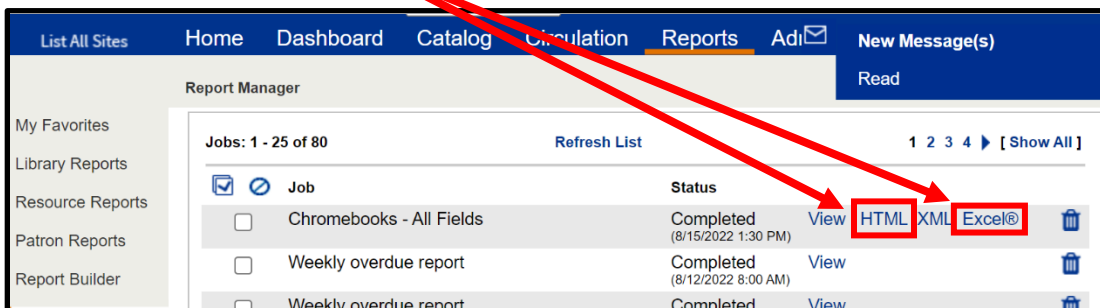 List All Sites Home Dashboard Catalog Circulation Reports Adı New Message(s)
Read
Report Manager
My Favorites
Library Reports
Resource Reports
Patron Reports
Report Builder
Jobs: 1 - 25 of 80 Refresh List 1 2 3 4 [ Show All ]
Job Status
Chromebooks - All Fields Completed View HTML XML Excel®
(8/15/2022 1:30 PM)
Weekly overdue report Completed View
(8/12/2022 8:00 AM)
Weekly overdue report Completed View